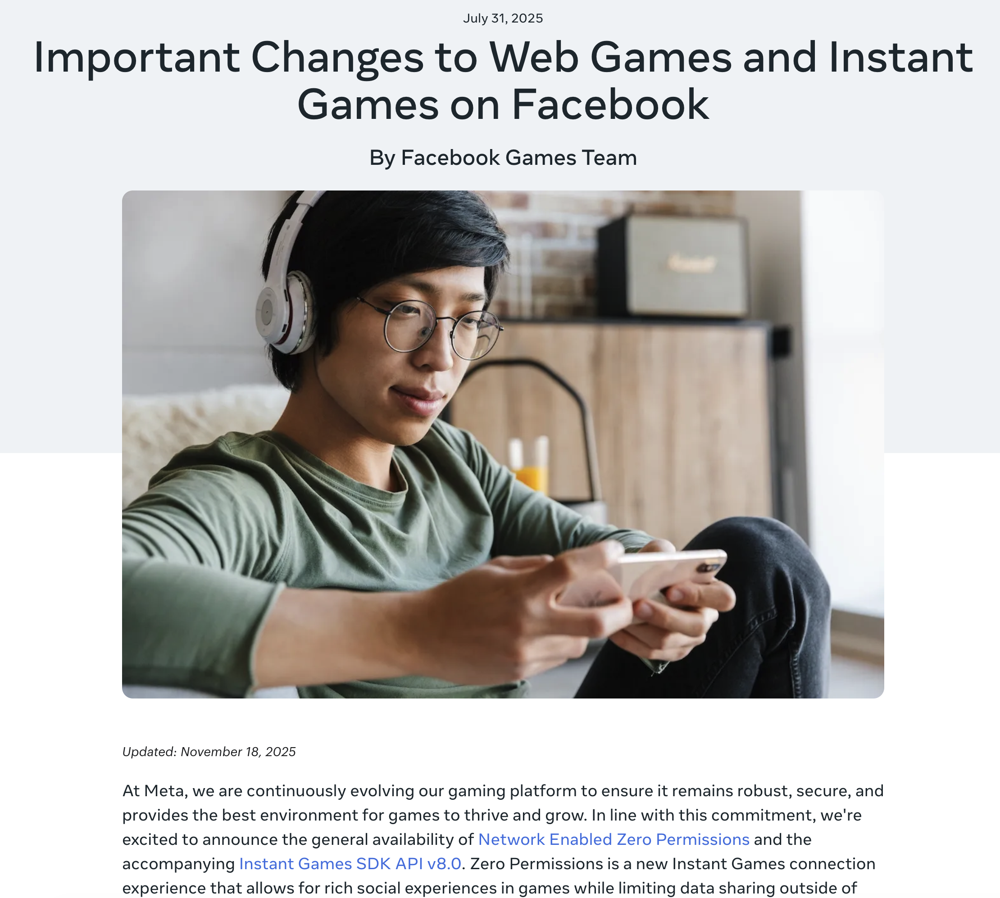 July 31, 2025
Important Changes to Web Games and Instant
Games on Facebook
By Facebook Games Team
Updated: November 18, 2025
At Meta, we are continuously evolving our gaming platform to ensure it remains robust, secure, and
provides the best environment for games to thrive and grow. In line with this commitment, we're
excited to announce the general availability of Network Enabled Zero Permissions and the
accompanying Instant Games SDK API v8.0. Zero Permissions is a new Instant Games connection
experience that allows for rich social experiences in games while limiting data sharing outside of